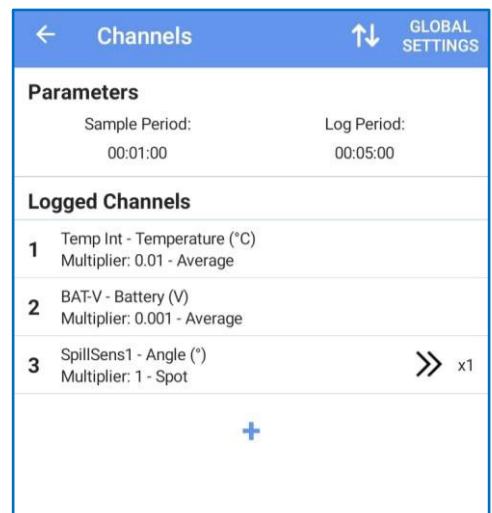 Channels
GLOBAL
SETTINGS
Parameters
Sample Period:
Log Period:
00:01:00
00:05:00
Logged Channels
1
Temp Int - Temperature (°C)
Multiplier: 0.01 - Average
2
BAT-V - Battery (V)
Multiplier: 0.001 - Average
3
SpillSens1 - Angle (°)
Multiplier: 1 - Spot
x1